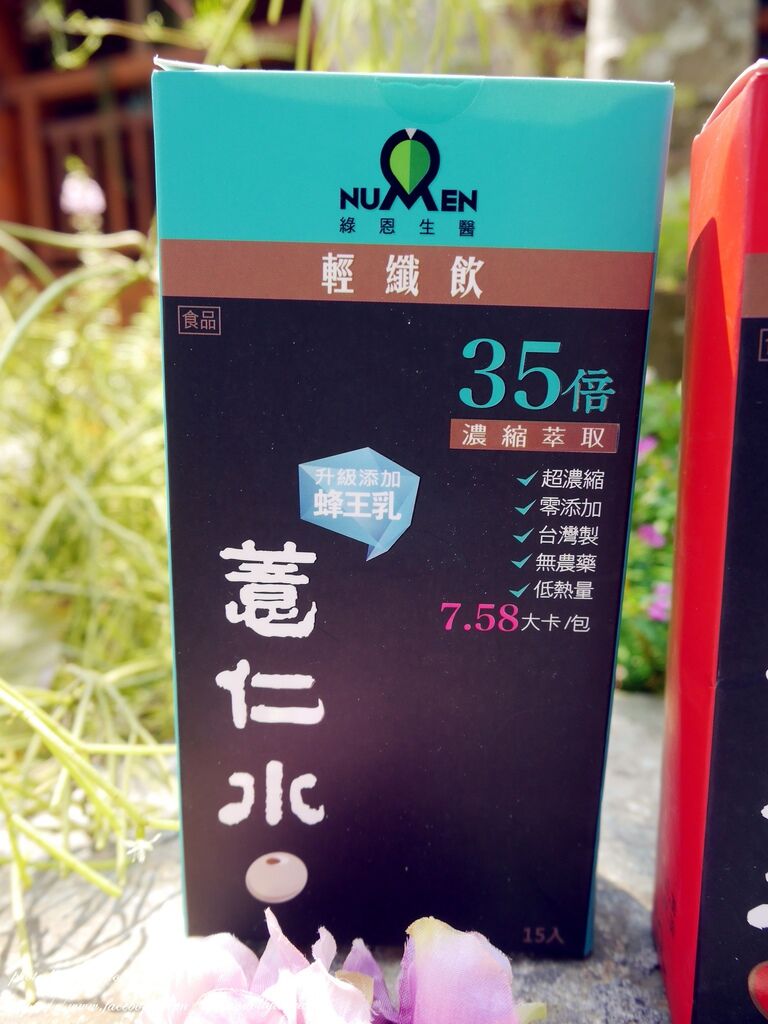 NUMEN
綠恩生醫
輕纖飲
食品
35倍
濃縮萃取
升級添加
蜂王乳
超濃縮
零添加
台灣製
無農藥
低熱量
7.58大卡/包
薏仁水
15入